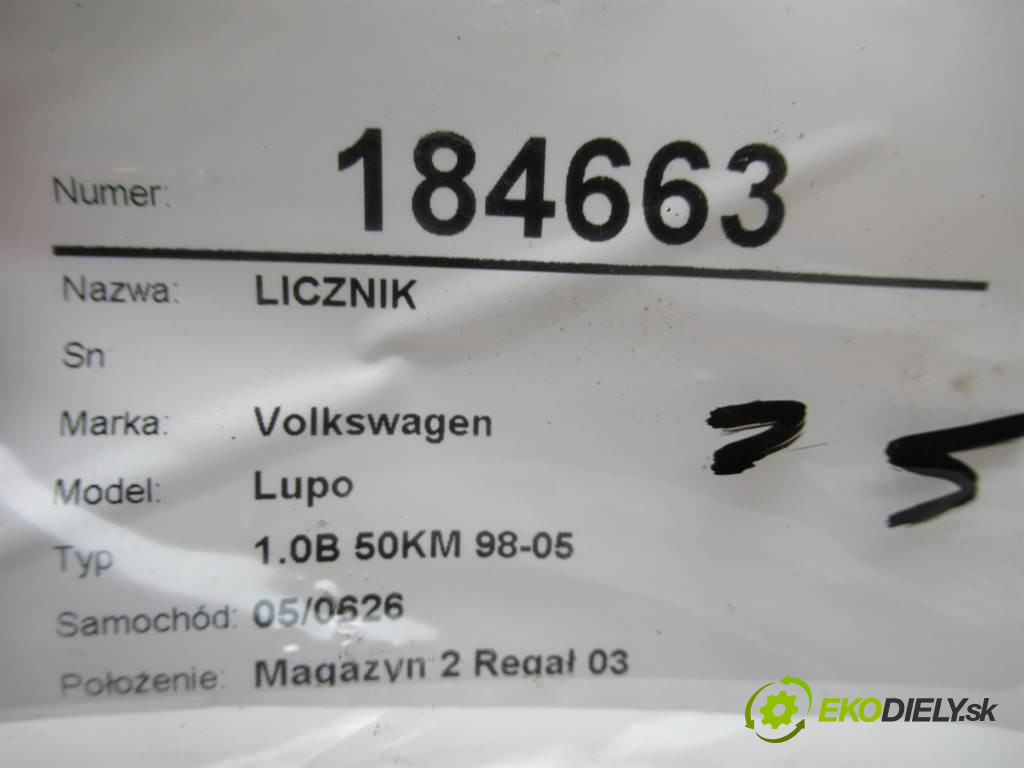 Numer: 184663
Nazwa: LICZNIK
Sn
Marka: Volkswagen
Model: Lupo
Typ 1.0B 50KM 98-05
Samochód: 05/0626
Położenie: Magazyn 2 Regał 03
EKODIELY.sk